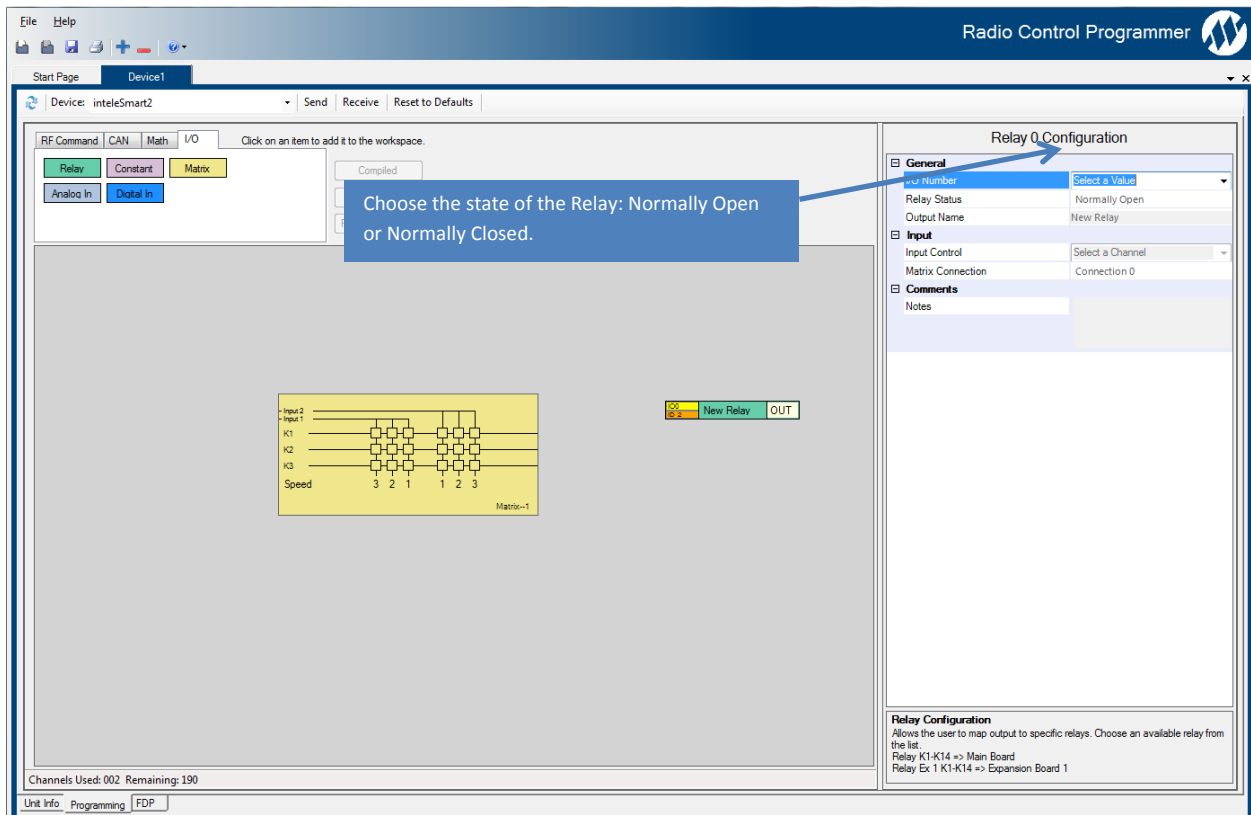 File Help
Radio Control Programmer
Start Page Device1
Device: inteleSmart2 Send Receive Reset to Defaults
RF Command CAN Math I/O Click on an item to add it to the workspace.
Relay Constant Matrix
Analog In Digital In
Compiled
Choose the state of the Relay: Normally Open
or Normally Closed.
Relay 0 Configuration
General
I/O Number Select a Value
Relay Status Normally Open
Output Name New Relay
Input
Input Control Select a Channel
Matrix Connection Connection 0
Comments
Notes
Input 2
Input 1
K1
K2
K3
Speed 3 2 1 1 2 3
Matrix--1
IO0
IO 2
New Relay OUT
Relay Configuration
Allows the user to map output to specific relays. Choose an available relay from
the list.
Relay K1-K14 => Main Board
Relay Ex 1 K1-K14 => Expansion Board 1
Channels Used: 002 Remaining: 190
Unit Info Programming FDP